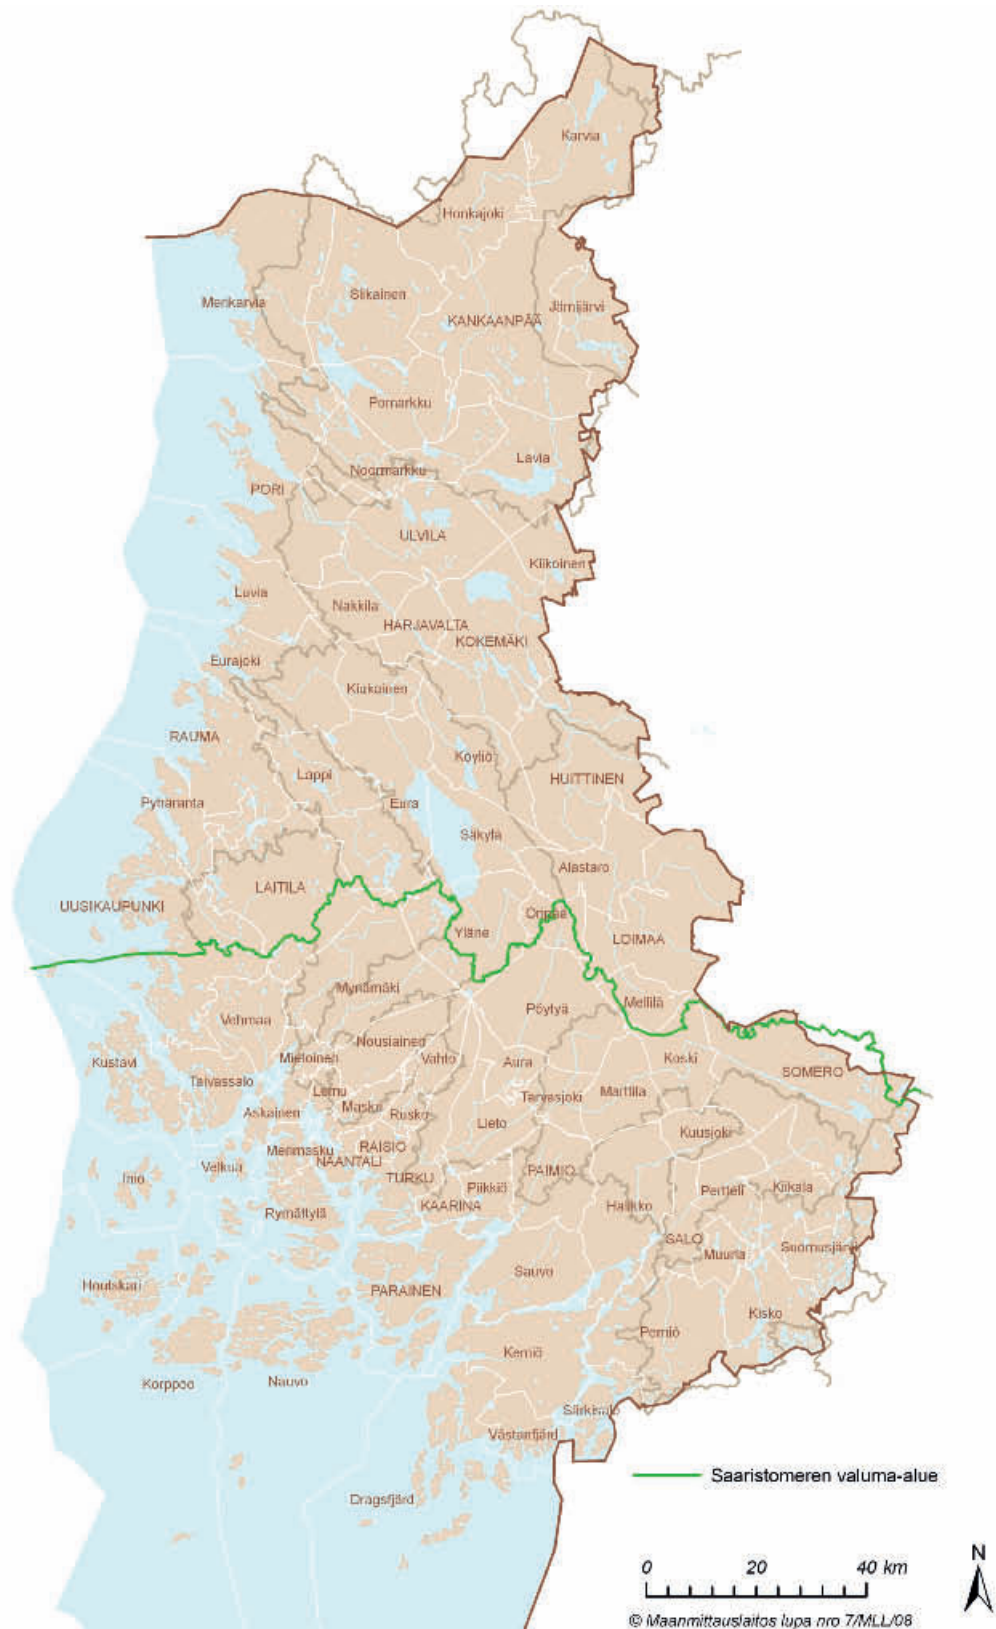 Karvia
Honkajoki
Merikarvia
Siikainen
Jämijärvi
KANKAANPÄÄ
Pomarkku
Lavia
Noormarkku
PORI
ULVILA
Kiikoinen
Luvia
Nakkila
HARJAVALTA
KOKEMÄKI
Eurajoki
Kiukainen
RAUMA
Köyliö
Lappi
HUITTINEN
Pyhäranta
Eura
Säkylä
Alastaro
LAITILA
UUSIKAUPUNKI
Oripää
Yläne
LOIMAA
Mynämäki
Mellilä
Pöytyä
Vehmaa
Nousiainen
Mietoinen
Vahto
Aura
Koski
Kustavi
SOMERO
Taivassalo
Lemu
Tarvasjoki
Marttila
Askainen
Masku
Rusko
Lieto
Kuusjoki
Merimasku
RAISIO
NAANTALI
Velkua
PAIMIO
Iniö
TURKU
Piikkiö
Pertteli
Kiikala
KAARINA
Halikko
Rymättylä
SALO
Muurla
Suomusjärvi
Sauvo
Houtskari
PARAINEN
Kisko
Perniö
Kemiö
Korppoo
Nauvo
Särkisalo
Västanfjärd
Saaristomeren valuma-alue
Dragsfjärd
N
0 20 40 km
© Maanmittauslaitos lupa nro 7/MLL/08